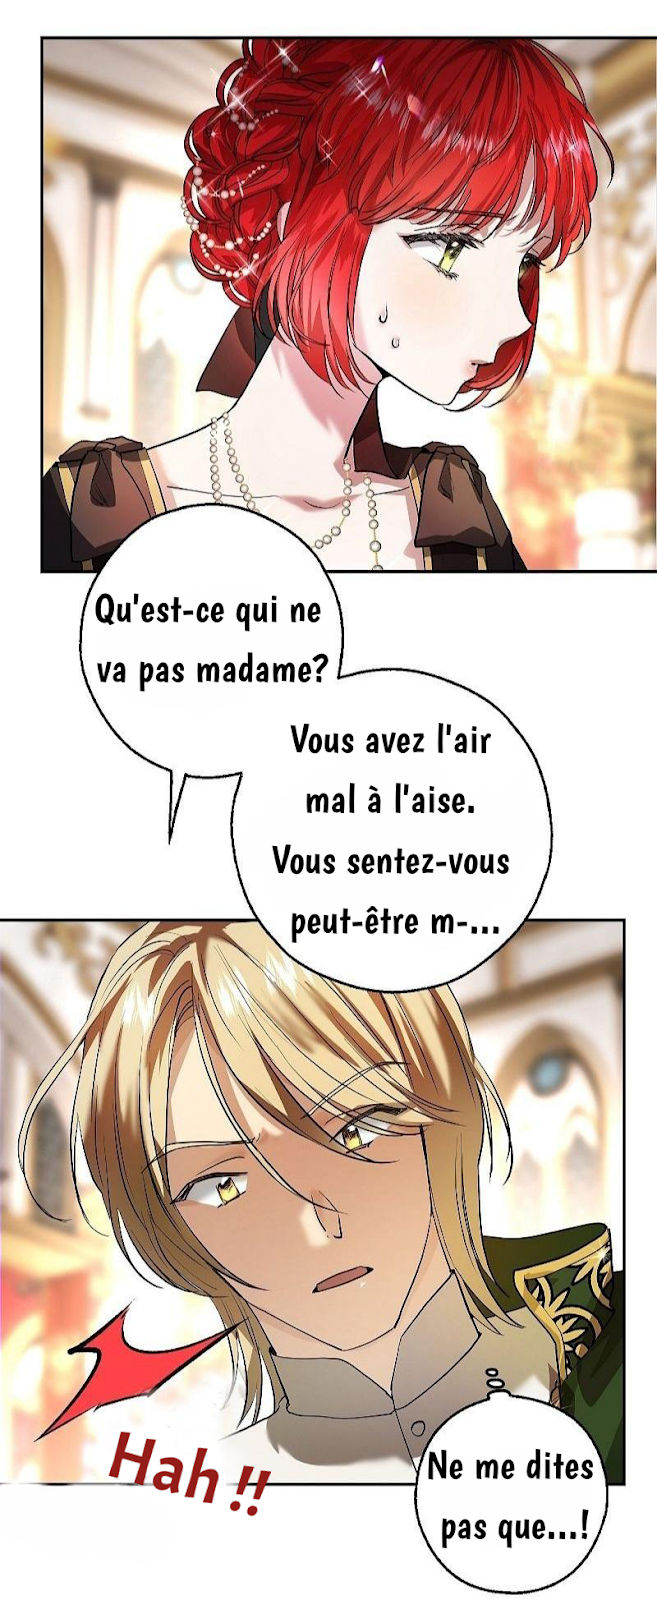 Qu'est-ce qui ne
va pas madame?
Vous avez l'air
mal à l'aise.
Vous sentez-vous
peut-être m-...
Hah !!
Ne me dites
pas que...!